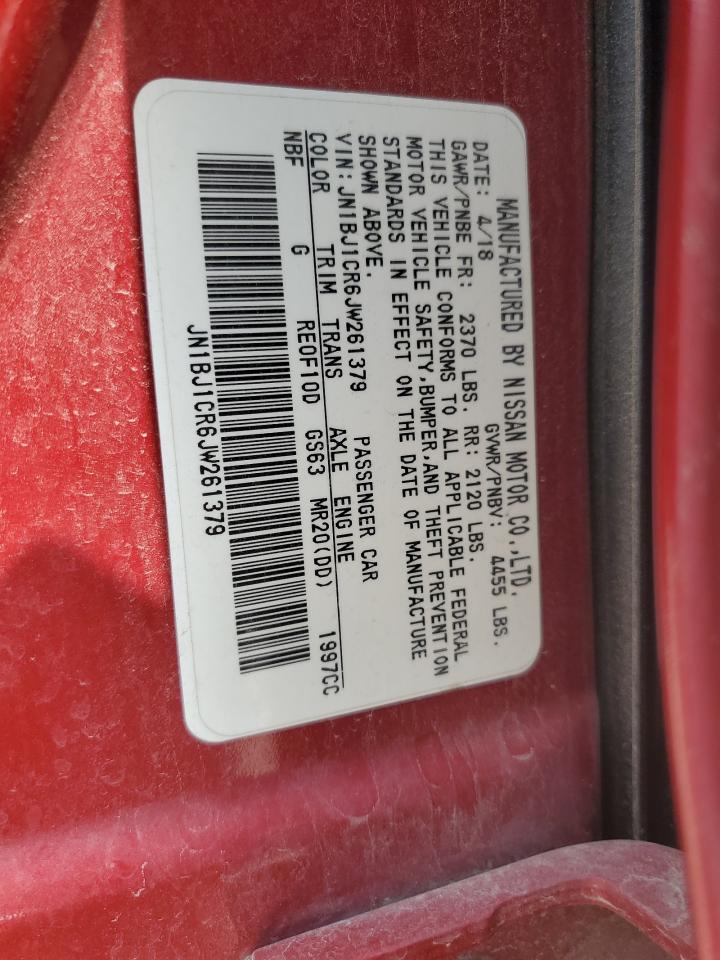 MANUFACTURED BY NISSAN MOTOR CO.,LTD.
DATE: 4/18 GVWR/PNBV: 4455 LBS.
GAWR/PNBE FR: 2370 LBS. RR: 2120 LBS.
THIS VEHICLE CONFORMS TO ALL APPLICABLE FEDERAL
MOTOR VEHICLE SAFETY,BUMPER,AND THEFT PREVENTION
STANDARDS IN EFFECT ON THE DATE OF MANUFACTURE
SHOWN ABOVE.
VIN: JN1BJ1CR6JW261379 PASSENGER CAR
COLOR TRIM TRANS AXLE ENGINE
NBF G RE0F10D GS63 MR20(DD) 1997CC
JN1BJ1CR6JW261379